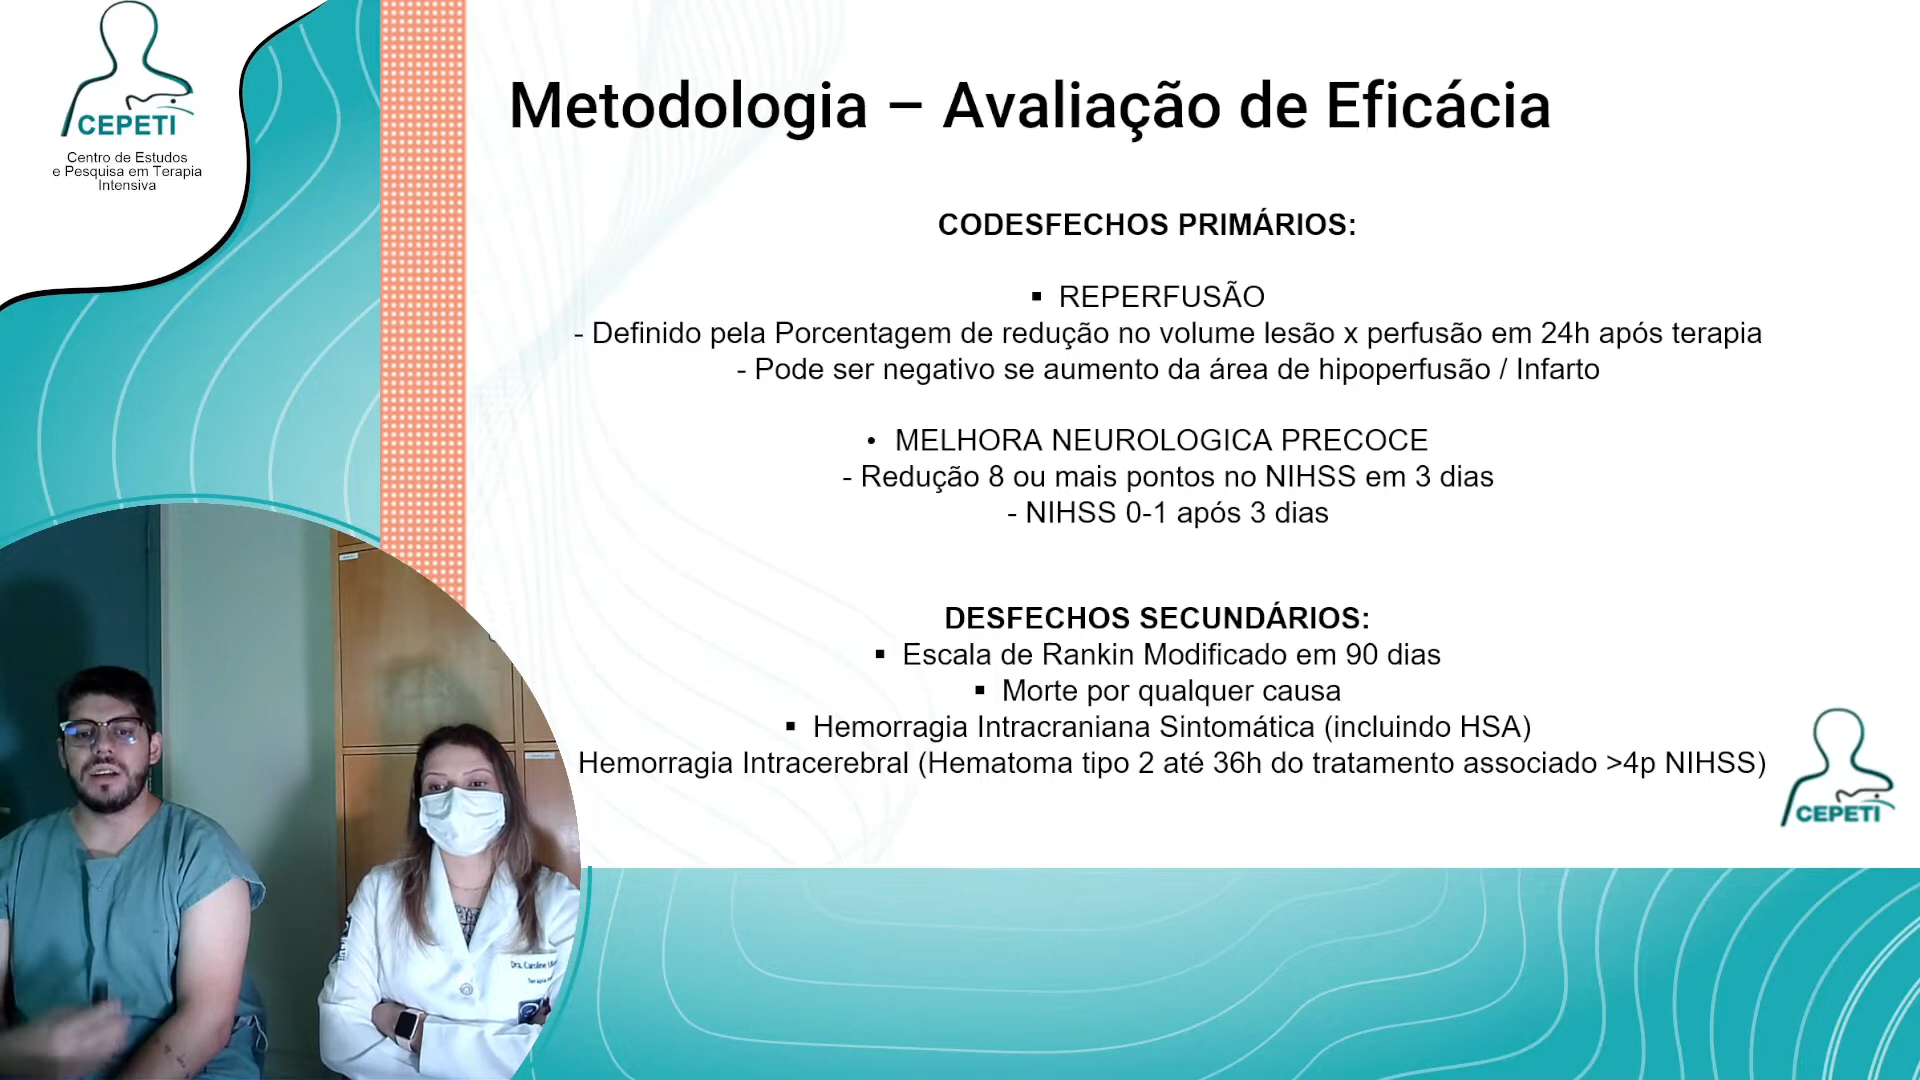 CEPETI
Centro de Estudos
e Pesquisa em Terapia
Intensiva
Metodologia – Avaliação de Eficácia
CODESFECHOS PRIMÁRIOS:
▪ REPERFUSÃO
- Definido pela Porcentagem de redução no volume lesão x perfusão em 24h após terapia
- Pode ser negativo se aumento da área de hipoperfusão / Infarto
• MELHORA NEUROLOGICA PRECOCE
- Redução 8 ou mais pontos no NIHSS em 3 dias
- NIHSS 0-1 após 3 dias
DESFECHOS SECUNDÁRIOS:
▪ Escala de Rankin Modificado em 90 dias
▪ Morte por qualquer causa
▪ Hemorragia Intracraniana Sintomática (incluindo HSA)
Hemorragia Intracerebral (Hematoma tipo 2 até 36h do tratamento associado >4p NIHSS)
CEPETI
Dra. Caroline